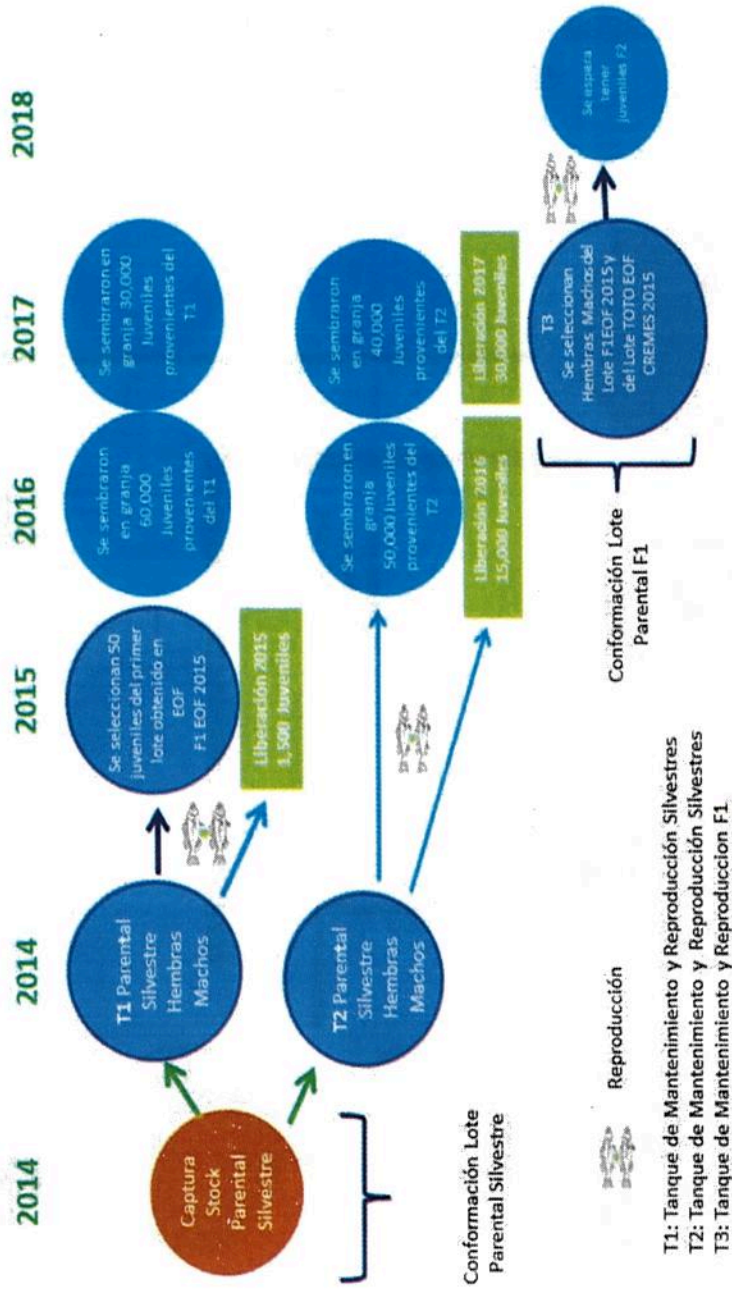 2014
2014
2015
2016
2017
2018
Captura
Stock
Parental
Silvestre
T1 Parental
Silvestre
Hembras
Machos
Se seleccionan 50
juveniles del primer
lote obtenido en
EOF
F1 EOF 2015
Se sembraron
en granja
60,000
Juveniles
provenientes
del T1
Se sembraron en
granja 30,000
Juveniles
provenientes del
T1
Liberación 2015
1,500 Juveniles
T2 Parental
Silvestre
Hembras
Machos
Se sembraron en
granja
50,000 Juveniles
provenientes del
T2
Se sembraron
en granja
40,000
Juveniles
provenientes
del T2
Liberación 2016
15,000 Juveniles
Liberación 2017
30,000 Juveniles
Conformación Lote
Parental Silvestre
Conformación Lote
Parental F1
T3
Se seleccionan
Hembras Machos del
Lote F1EOF 2015 y
del Lote TOTO EOF
CREMES 2015
Se espera
tener
juveniles F2
Reproducción
T1: Tanque de Mantenimiento y Reproducción Silvestres
T2: Tanque de Mantenimiento y Reproducción Silvestres
T3: Tanque de Mantenimiento y Reproduccion F1